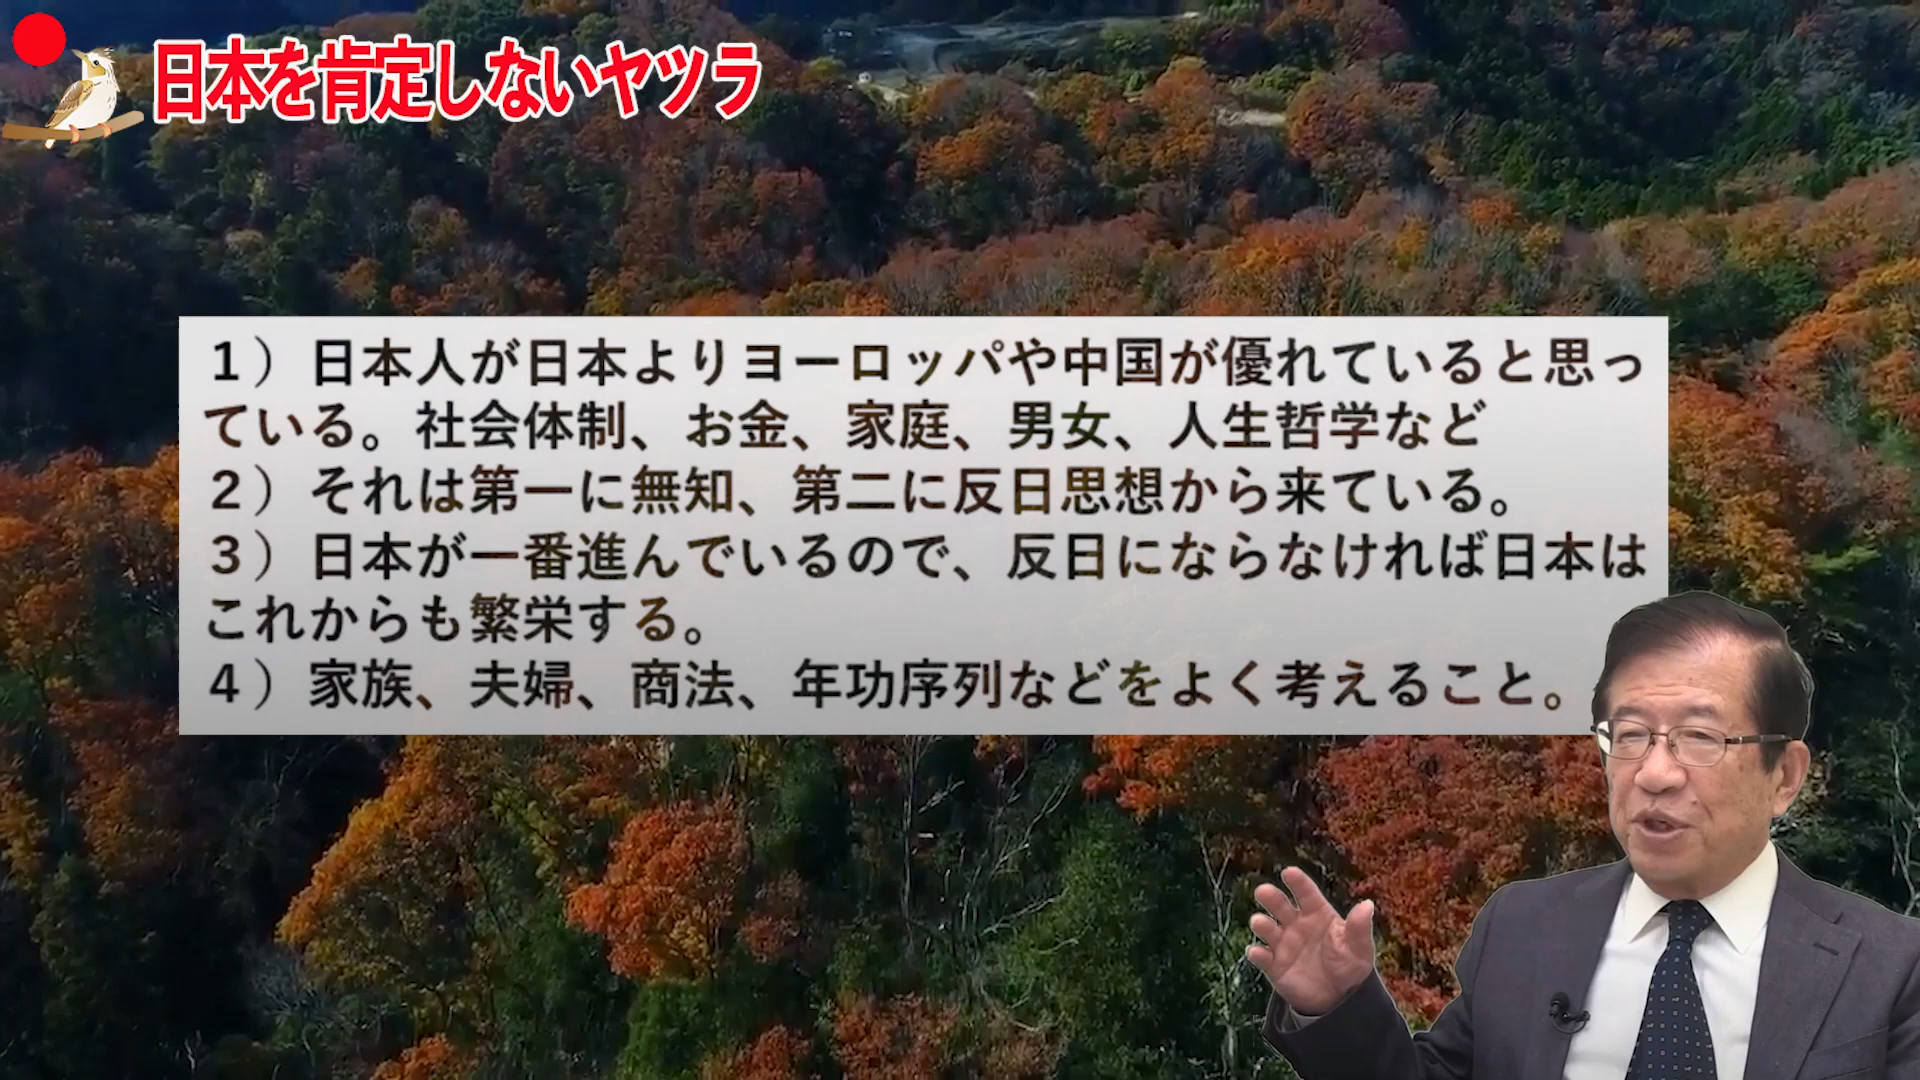 日本を肯定しないヤツラ
１）日本人が日本よりヨーロッパや中国が優れていると思っ
ている。社会体制、お金、家庭、男女、人生哲学など
２）それは第一に無知、第二に反日思想から来ている。
３）日本が一番進んでいるので、反日にならなければ日本は
これからも繁栄する。
４）家族、夫婦、商法、年功序列などをよく考えること。